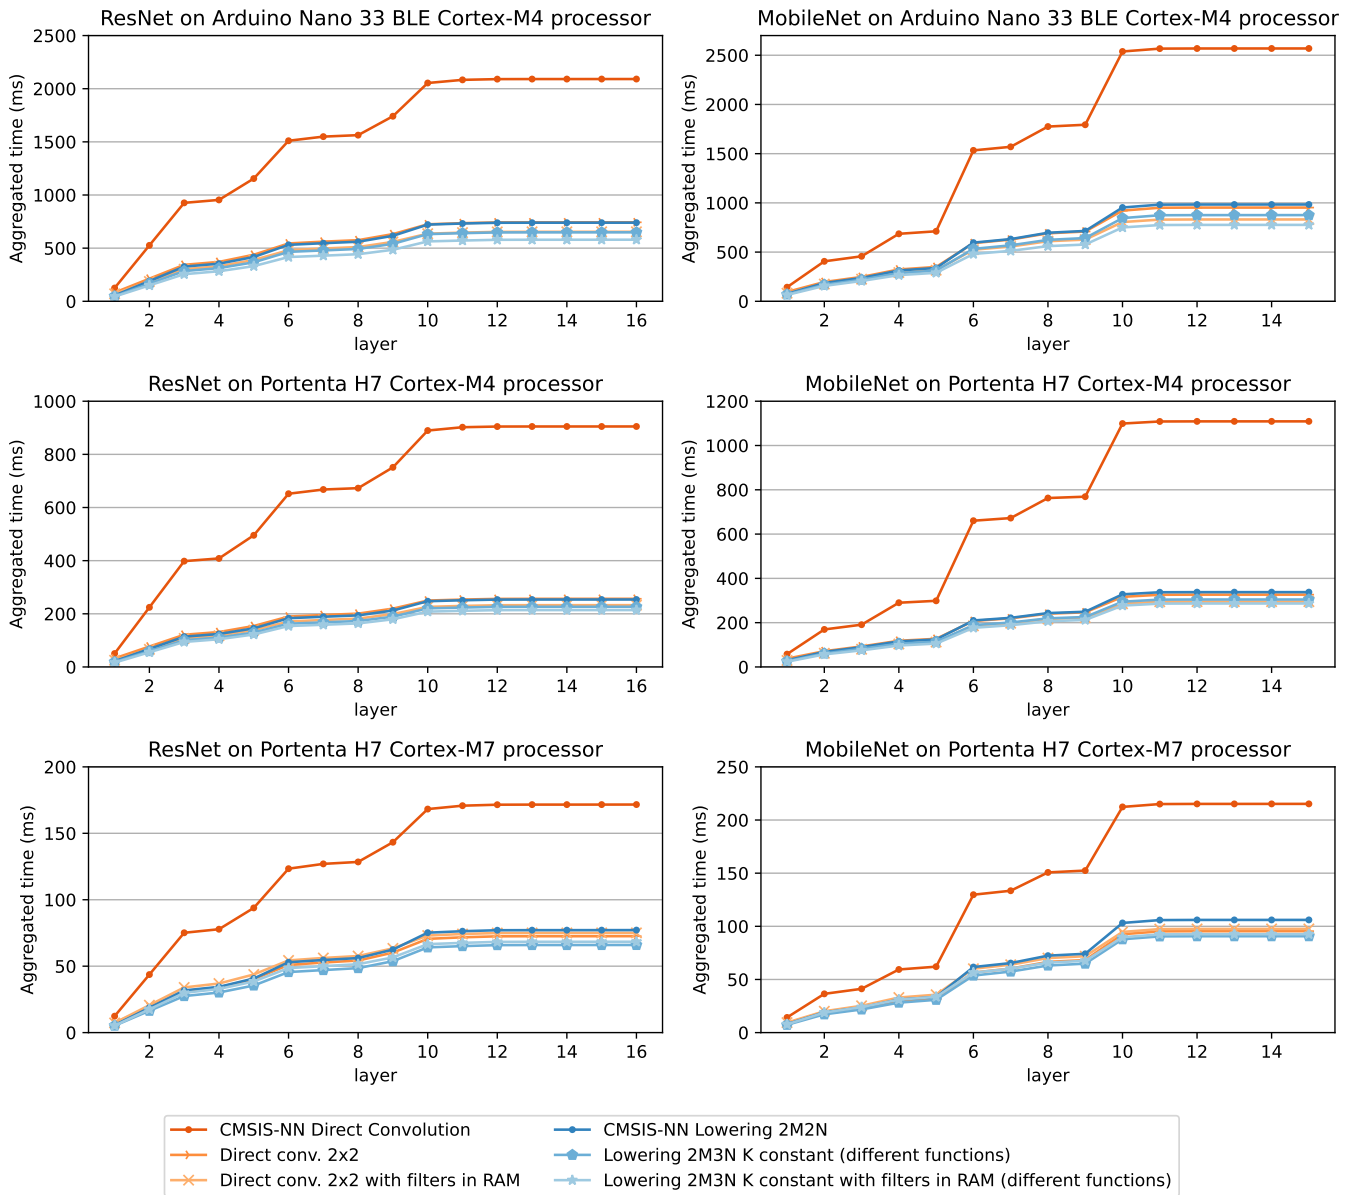 ResNet on Arduino Nano 33 BLE Cortex-M4 processor
Aggregated time (ms)
2500
2000
1500
1000
500
0
2 4 6 8 10 12 14 16
layer
MobileNet on Arduino Nano 33 BLE Cortex-M4 processor
Aggregated time (ms)
2500
2000
1500
1000
500
0
2 4 6 8 10 12 14
layer
ResNet on Portenta H7 Cortex-M4 processor
Aggregated time (ms)
1000
800
600
400
200
0
2 4 6 8 10 12 14 16
layer
MobileNet on Portenta H7 Cortex-M4 processor
Aggregated time (ms)
1200
1000
800
600
400
200
0
2 4 6 8 10 12 14
layer
ResNet on Portenta H7 Cortex-M7 processor
Aggregated time (ms)
200
150
100
50
0
2 4 6 8 10 12 14 16
layer
MobileNet on Portenta H7 Cortex-M7 processor
Aggregated time (ms)
250
200
150
100
50
0
2 4 6 8 10 12 14
layer
CMSIS-NN Direct Convolution
Direct conv. 2x2
Direct conv. 2x2 with filters in RAM
CMSIS-NN Lowering 2M2N
Lowering 2M3N K constant (different functions)
Lowering 2M3N K constant with filters in RAM (different functions)